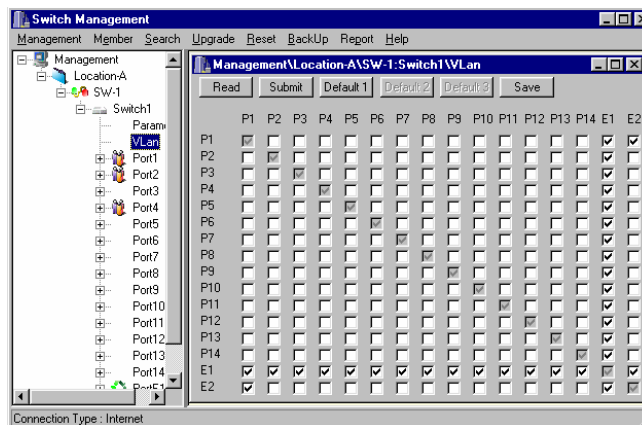 Switch Management
Management Member Search Upgrade Reset BackUp Report Help
Management
Location-A
SW-1
Switch1
Param
VLan
Port1
Port2
Port3
Port4
Port5
Port6
Port7
Port8
Port9
Port10
Port11
Port12
Port13
Port14
PortE1
Management\Location-A\SW-1:Switch1\VLan
Read Submit Default 1 Default 2 Default 3 Save
P1 P2 P3 P4 P5 P6 P7 P8 P9 P10 P11 P12 P13 P14 E1 E2
P1
P2
P3
P4
P5
P6
P7
P8
P9
P10
P11
P12
P13
P14
E1
E2
Connection Type : Internet